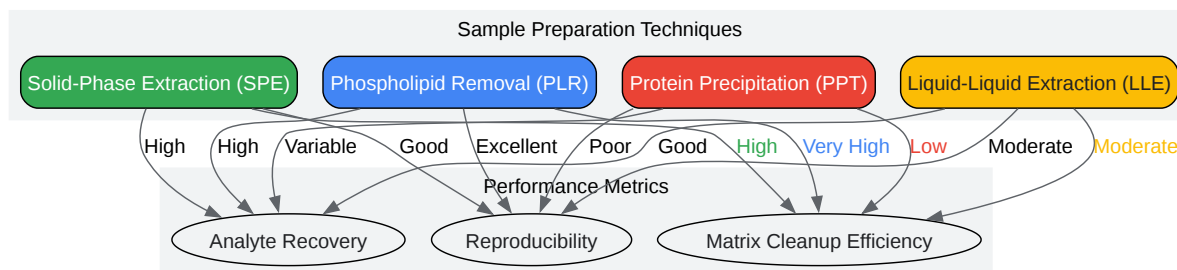 Sample Preparation Techniques
Solid-Phase Extraction (SPE)
Phospholipid Removal (PLR)
Protein Precipitation (PPT)
Liquid-Liquid Extraction (LLE)
High
High
Variable
Good
Excellent
Poor
Good
High
Very High
Low
Moderate
Moderate
Performance Metrics
Analyte Recovery
Reproducibility
Matrix Cleanup Efficiency